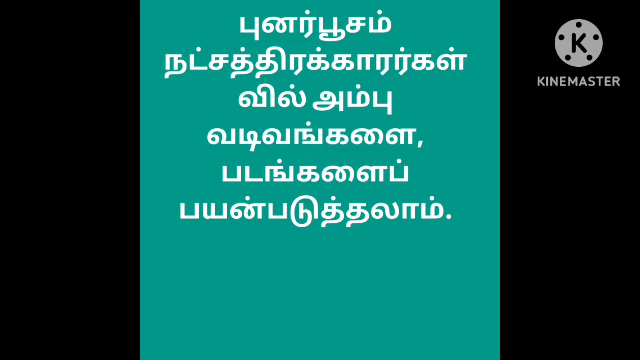 புனர்பூசம்
நட்சத்திரக்காரர்கள்
வில் அம்பு
வடிவங்களை,
படங்களைப்
பயன்படுத்தலாம்.
K
KINEMASTER